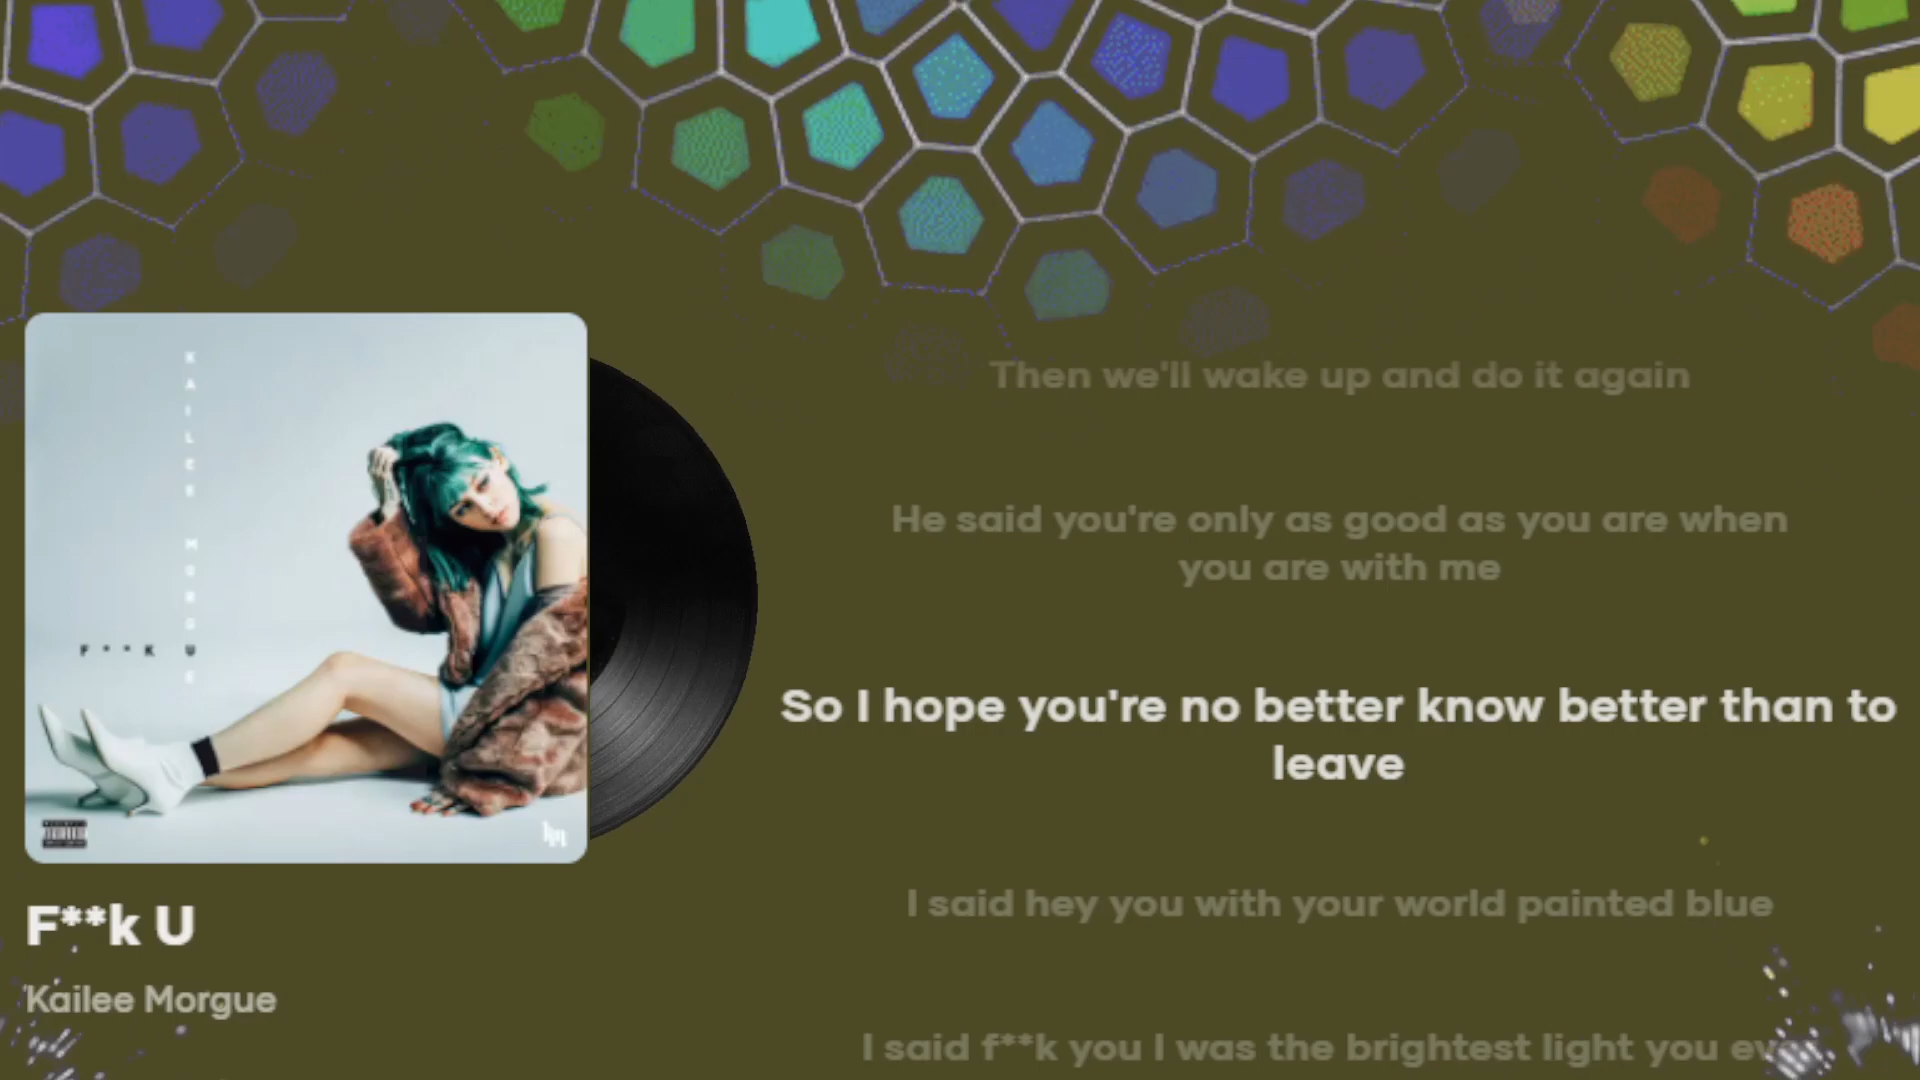 KAILEE MORGUE
F**K U
F**k U
Kailee Morgue
Then we'll wake up and do it again
He said you're only as good as you are when
you are with me
So I hope you're no better know better than to
leave
I said hey you with your world painted blue
I said f**k you I was the brightest light you